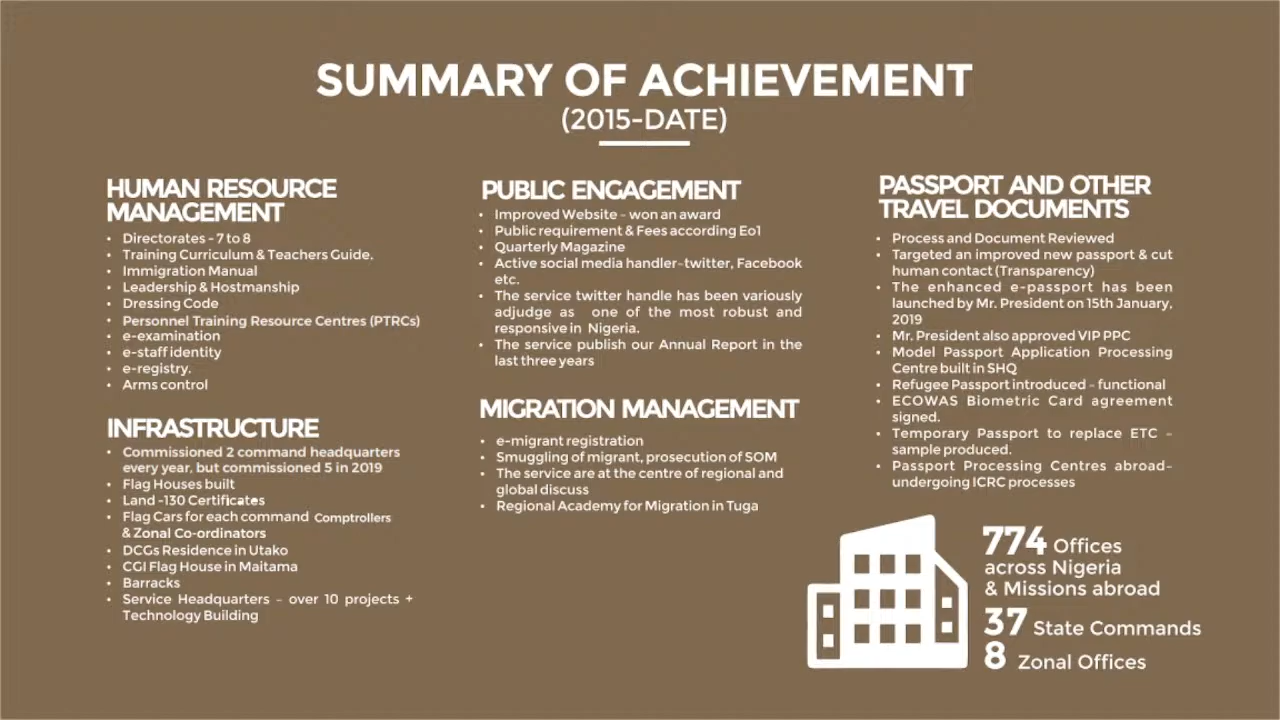 SUMMARY OF ACHIEVEMENT
(2015-DATE)
HUMAN RESOURCE
MANAGEMENT
• Directorates - 7 to 8
• Training Curriculum & Teachers Guide.
• Immigration Manual
• Leadership & Hostmanship
• Dressing Code
• Personnel Training Resource Centres (PTRCs)
• e-examination
• e-staff identity
• e-registry.
• Arms control
INFRASTRUCTURE
• Commissioned 2 command headquarters
every year, but commissioned 5 in 2019
• Flag Houses built
• Land -130 Certificates
• Flag Cars for each command Comptrollers
& Zonal Co-ordinators
• DCGs Residence in Utako
• CGI Flag House in Maitama
• Barracks
• Service Headquarters - over 10 projects +
Technology Building
PUBLIC ENGAGEMENT
• Improved Website - won an award
• Public requirement & Fees according Eo1
• Quarterly Magazine
• Active social media handler-twitter, Facebook
etc.
• The service twitter handle has been variously
adjudge as one of the most robust and
responsive in Nigeria.
• The service publish our Annual Report in the
last three years
MIGRATION MANAGEMENT
• e-migrant registration
• Smuggling of migrant, prosecution of SOM
• The service are at the centre of regional and
global discuss
• Regional Academy for Migration in Tuga
PASSPORT AND OTHER
TRAVEL DOCUMENTS
• Process and Document Reviewed
• Targeted an improved new passport & cut
human contact (Transparency)
• The enhanced e-passport has been
launched by Mr. President on 15th January,
2019
• Mr. President also approved VIP PPC
• Model Passport Application Processing
Centre built in SHQ
• Refugee Passport introduced - functional
• ECOWAS Biometric Card agreement
signed.
• Temporary Passport to replace ETC -
sample produced.
• Passport Processing Centres abroad-
undergoing ICRC processes
774 Offices
across Nigeria
& Missions abroad
37 State Commands
8 Zonal Offices